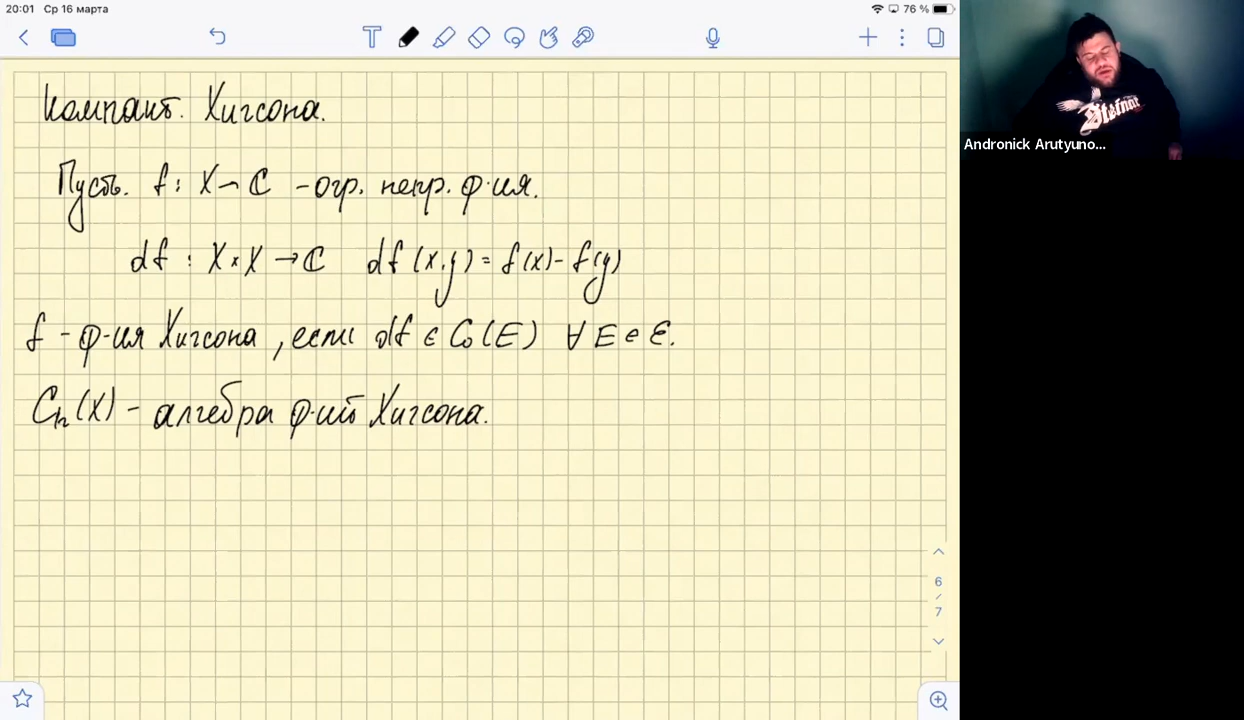 20:01 Ср 16 марта 76 %
Компакт. Хигсона.
Пусть. f : X → ℂ - огр. непр. ф-ия.
df : X × X → ℂ df (x,y) = f(x) - f(y)
f - ф-ия Хигсона, если df ∈ C₀(E) ∀ E ∈ ℰ.
Cₕ(X) - алгебра ф-ий Хигсона.
6
/
7
Andronick Arutyuno...